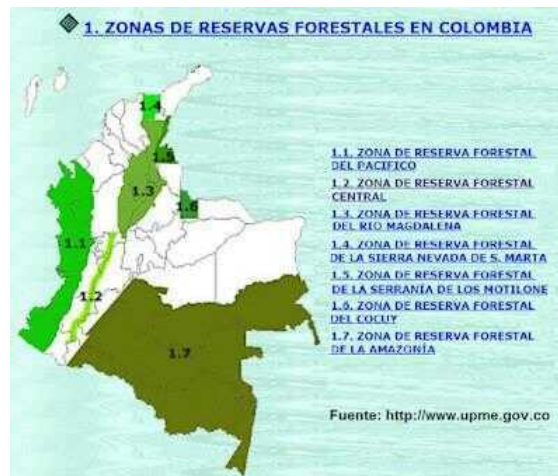 1. ZONAS DE RESERVAS FORESTALES EN COLOMBIA
1.4
1.5
1.3
1.6
1.1
1.2
1.7
1.1. ZONA DE RESERVA FORESTAL
DEL PACIFICO
1.2. ZONA DE RESERVA FORESTAL
CENTRAL
1.3. ZONA DE RESERVA FORESTAL
DEL RIO MAGDALENA
1.4. ZONA DE RESERVA FORESTAL
DE LA SIERRA NEVADA DE S. MARTA
1.5. ZONA DE RESERVA FORESTAL
DE LA SERRANÍA DE LOS MOTILONE
1.6. ZONA DE RESERVA FORESTAL
DEL COCUY
1.7. ZONA DE RESERVA FORESTAL
DE LA AMAZONÍA
Fuente: http://www.upme.gov.co